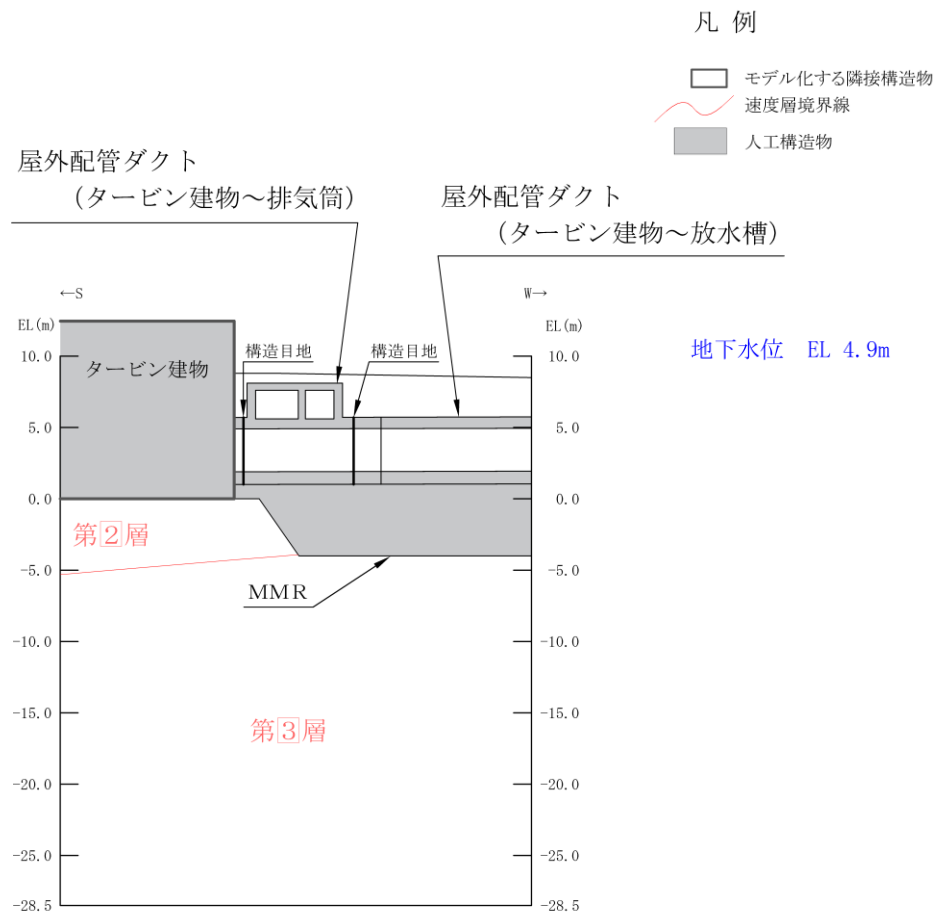 凡 例
モデル化する隣接構造物
速度層境界線
人工構造物
屋外配管ダクト
(タービン建物～排気筒)
屋外配管ダクト
(タービン建物～放水槽)
←S
W→
EL(m)
EL(m)
地下水位 EL 4.9m
構造目地
構造目地
タービン建物
10.0
10.0
5.0
5.0
0.0
0.0
第2層
-5.0
-5.0
MMR
-10.0
-10.0
第3層
-15.0
-15.0
-20.0
-20.0
-25.0
-25.0
-28.5
-28.5